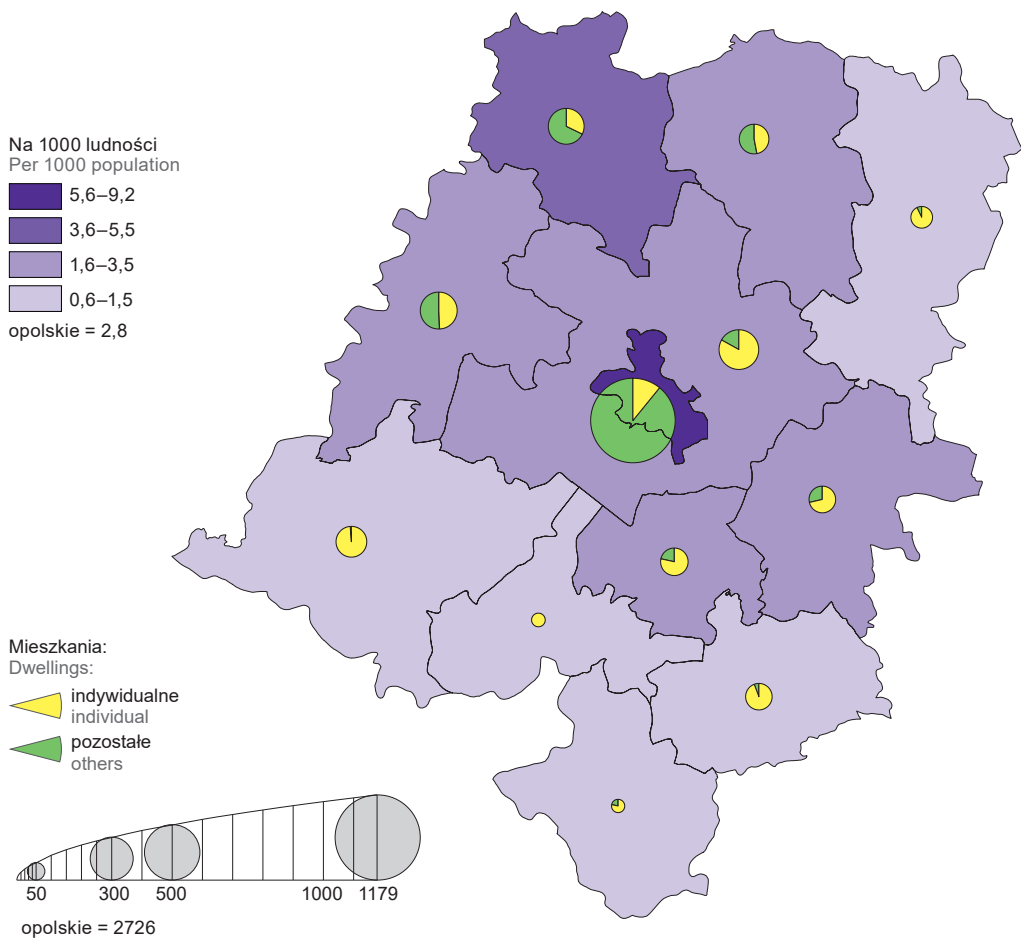 Na 1000 ludności
Per 1000 population
5,6–9,2
3,6–5,5
1,6–3,5
0,6–1,5
opolskie = 2,8
Mieszkania:
Dwellings:
indywidualne
individual
pozostałe
others
50 300 500 1000 1179
opolskie = 2726